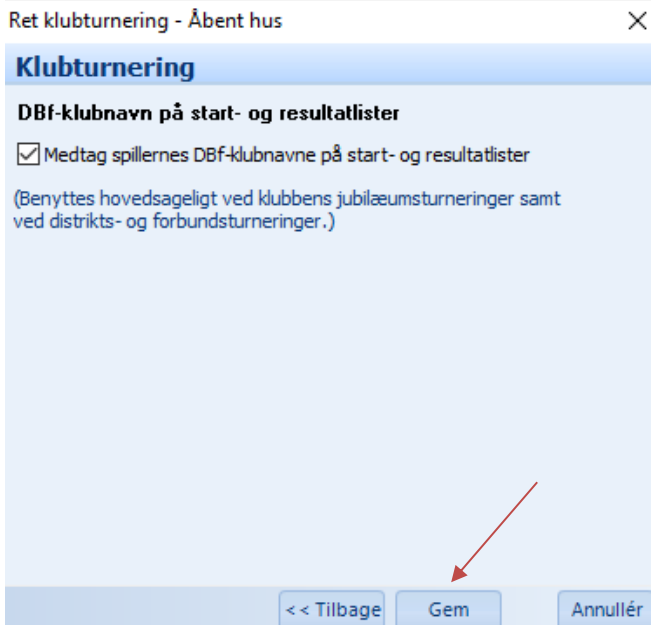 Ret klubturnering - Åbent hus
Klubturnering
DBf-klubnavn på start- og resultatlister
Medtag spillernes DBf-klubnavne på start- og resultatlister
(Benyttes hovedsageligt ved klubbens jubilæumsturneringer samt
ved distrikts- og forbundsturneringer.)
<< Tilbage Gem Annullér